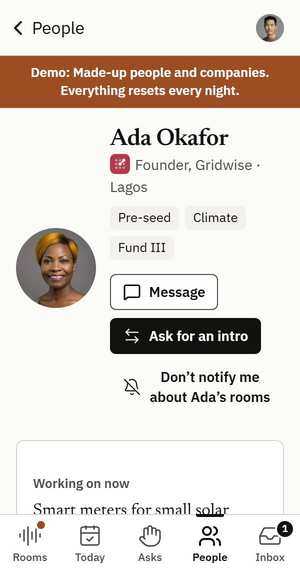 People
Demo: Made-up people and companies.
Everything resets every night.
Ada Okafor
Founder, Gridwise ·
Lagos
Pre-seed
Climate
Fund III
Message
Ask for an intro
Don’t notify me
about Ada’s roons
Working on now
Smart meters for small solar
Rooms
Today
Asks
People
Inbox
1